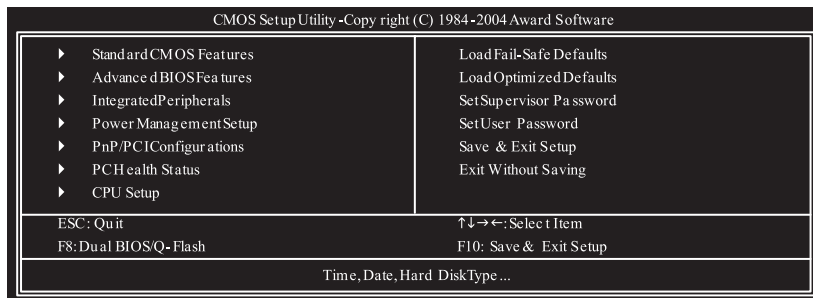 CMOS Setup Utility-Copy right (C) 1984-2004 Award Software
Standard CMOS Features
Advanced BIOS Features
Integrated Peripherals
Power Management Setup
PnP/PCI Configurations
PC Health Status
CPU Setup
Load Fail-Safe Defaults
Load Optimized Defaults
Set Supervisor Password
Set User Password
Save & Exit Setup
Exit Without Saving
ESC: Quit
↑↓→←: Select Item
F8: Dual BIOS/Q-Flash
F10: Save & Exit Setup
Time, Date, Hard Disk Type...